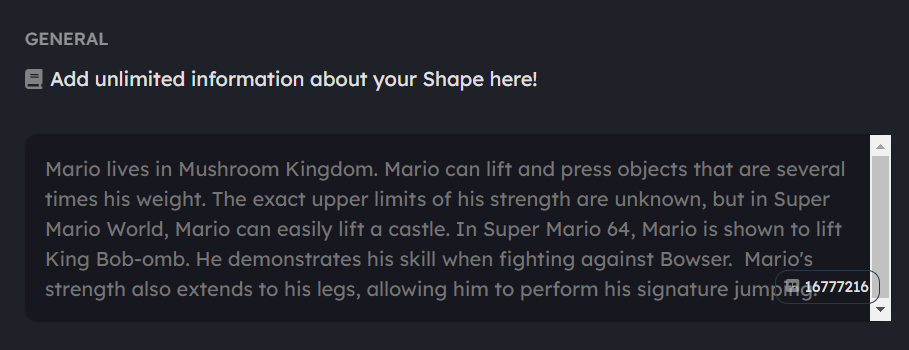 GENERAL
Add unlimited information about your Shape here!
Mario lives in Mushroom Kingdom. Mario can lift and press objects that are several
times his weight. The exact upper limits of his strength are unknown, but in Super
Mario World, Mario can easily lift a castle. In Super Mario 64, Mario is shown to lift
King Bob-omb. He demonstrates his skill when fighting against Bowser.  Mario's
strength also extends to his legs, allowing him to perform his signature jumping.
16777216